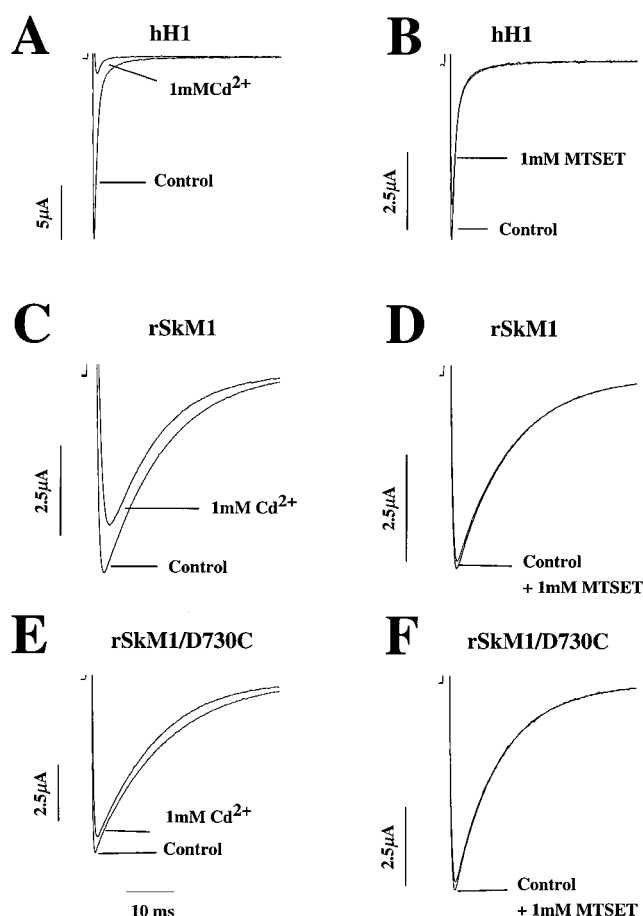 A
hH1
1mMCd2+
Control
5μA
B
hH1
1mM MTSET
Control
2.5μA
C
rSkM1
1mM Cd2+
Control
2.5μA
D
rSkM1
Control
+ 1mM MTSET
2.5μA
E
rSkM1/D730C
1mM Cd2+
Control
2.5μA
10 ms
F
rSkM1/D730C
Control
+ 1mM MTSET
2.5μA